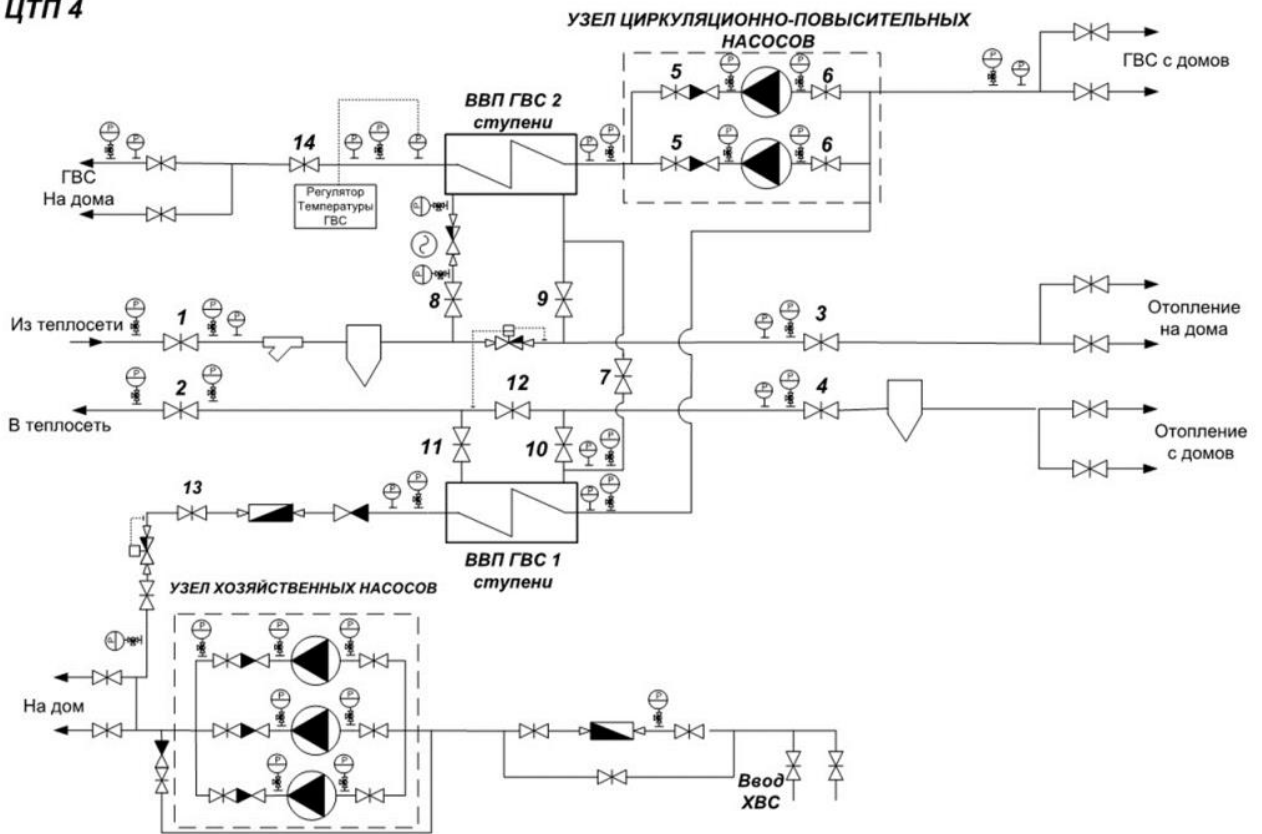 ЦТП 4
УЗЕЛ ЦИРКУЛЯЦИОННО-ПОВЫСИТЕЛЬНЫХ
НАСОСОВ
P
P
P
P
5
6
ГВС с домов
ВВП ГВС 2
ступени
P
P
P
P
P
P
P
P
P
14
5
6
ГВС
На дома
Регулятор
Температуры
ГВС
P
P
8
9
Из теплосети
P
1
P
P
P
P
3
Отопление
на дома
7
В теплосеть
P
2
P
12
P
P
4
Отопление
с домов
11
10
P
P
13
P
P
P
P
ВВП ГВС 1
ступени
УЗЕЛ ХОЗЯЙСТВЕННЫХ НАСОСОВ
P
P
P
P
На дом
P
P
P
P
P
Ввод
ХВС